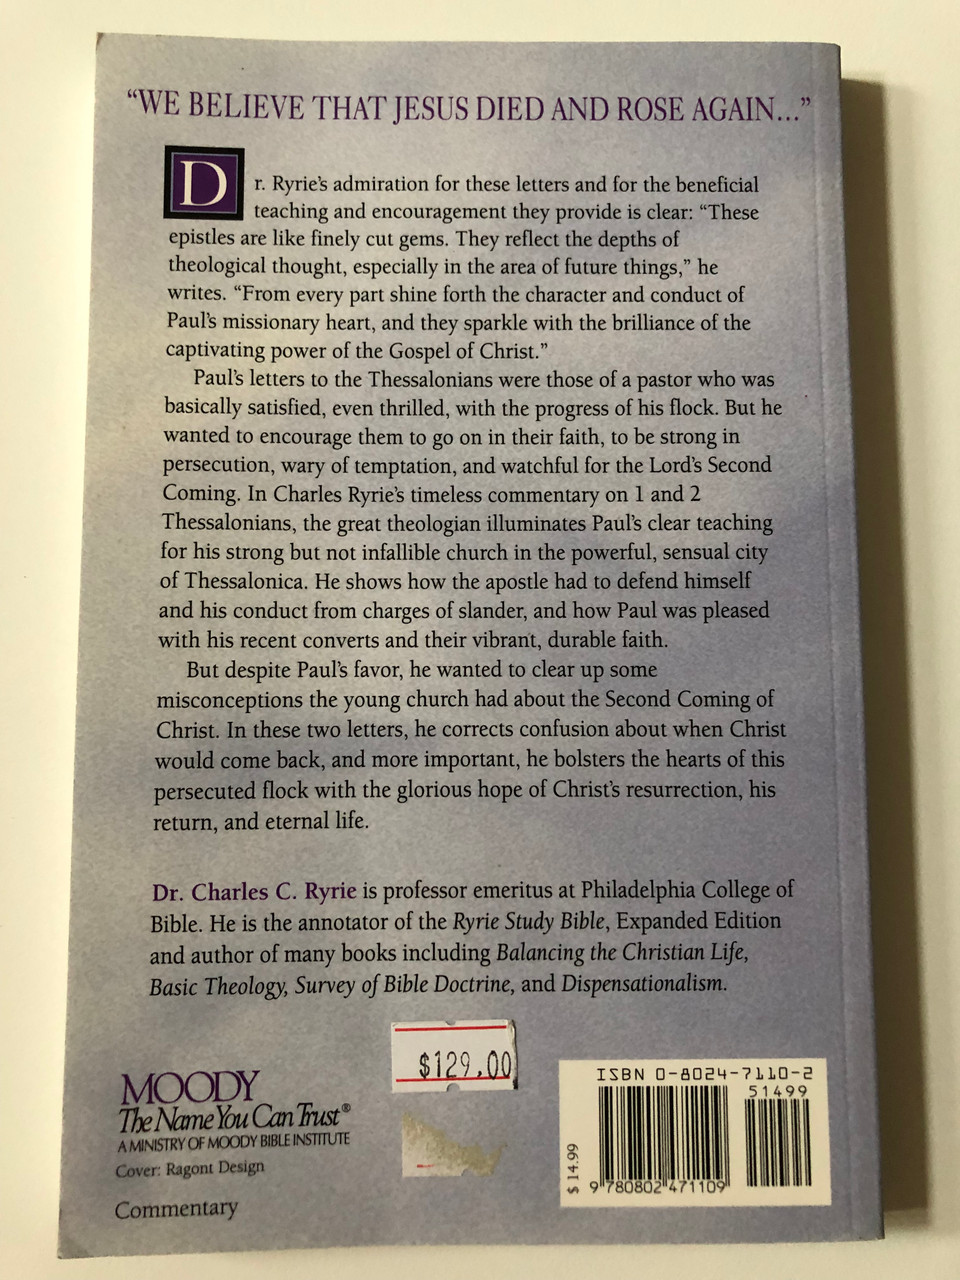 “WE BELIEVE THAT JESUS DIED AND ROSE AGAIN...”
Dr. Ryrie’s admiration for these letters and for the beneficial
teaching and encouragement they provide is clear: “These
epistles are like finely cut gems. They reflect the depths of
theological thought, especially in the area of future things,” he
writes. “From every part shine forth the character and conduct of
Paul’s missionary heart, and they sparkle with the brilliance of the
captivating power of the Gospel of Christ.”
Paul’s letters to the Thessalonians were those of a pastor who was
basically satisfied, even thrilled, with the progress of his flock. But he
wanted to encourage them to go on in their faith, to be strong in
persecution, wary of temptation, and watchful for the Lord’s Second
Coming. In Charles Ryrie’s timeless commentary on 1 and 2
Thessalonians, the great theologian illuminates Paul’s clear teaching
for his strong but not infallible church in the powerful, sensual city
of Thessalonica. He shows how the apostle had to defend himself
and his conduct from charges of slander, and how Paul was pleased
with his recent converts and their vibrant, durable faith.
But despite Paul’s favor, he wanted to clear up some
misconceptions the young church had about the Second Coming of
Christ. In these two letters, he corrects confusion about when Christ
would come back, and more important, he bolsters the hearts of this
persecuted flock with the glorious hope of Christ’s resurrection, his
return, and eternal life.
Dr. Charles C. Ryrie is professor emeritus at Philadelphia College of
Bible. He is the annotator of the Ryrie Study Bible, Expanded Edition
and author of many books including Balancing the Christian Life,
Basic Theology, Survey of Bible Doctrine, and Dispensationalism.
$129.00
MOODY
The Name You Can Trust®
A MINISTRY OF MOODY BIBLE INSTITUTE
Cover: Ragont Design
Commentary
ISBN 0-8024-7110-2
51499
$14.99
9 780802 471109